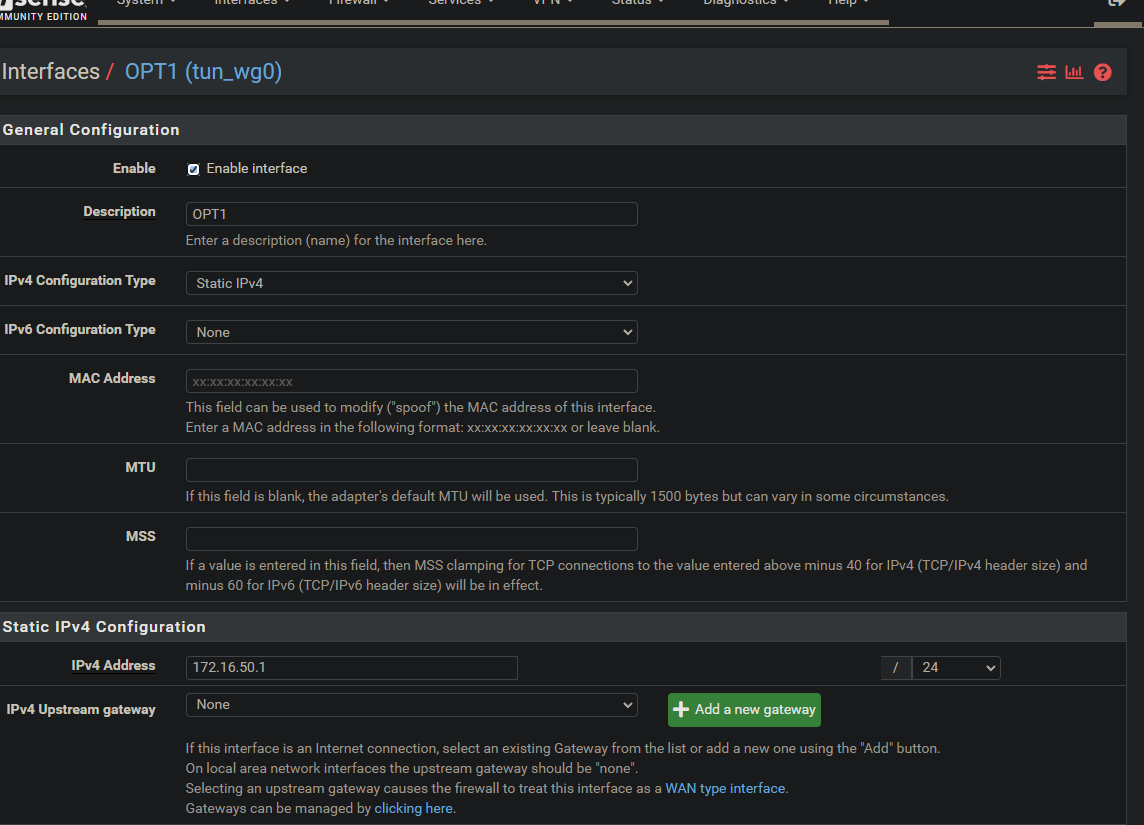 COMMUNITY EDITION
System Interfaces Firewall Services VPN Status Diagnostics Help
Interfaces / OPT1 (tun_wg0)
General Configuration
Enable Enable interface
Description OPT1
Enter a description (name) for the interface here.
IPv4 Configuration Type Static IPv4
IPv6 Configuration Type None
MAC Address xx:xx:xx:xx:xx:xx
This field can be used to modify ("spoof") the MAC address of this interface.
Enter a MAC address in the following format: xx:xx:xx:xx:xx:xx or leave blank.
MTU
If this field is blank, the adapter's default MTU will be used. This is typically 1500 bytes but can vary in some circumstances.
MSS
If a value is entered in this field, then MSS clamping for TCP connections to the value entered above minus 40 for IPv4 (TCP/IPv4 header size) and
minus 60 for IPv6 (TCP/IPv6 header size) will be in effect.
Static IPv4 Configuration
IPv4 Address 172.16.50.1 / 24
IPv4 Upstream gateway None Add a new gateway
If this interface is an Internet connection, select an existing Gateway from the list or add a new one using the "Add" button.
On local area network interfaces the upstream gateway should be "none".
Selecting an upstream gateway causes the firewall to treat this interface as a WAN type interface.
Gateways can be managed by clicking here.